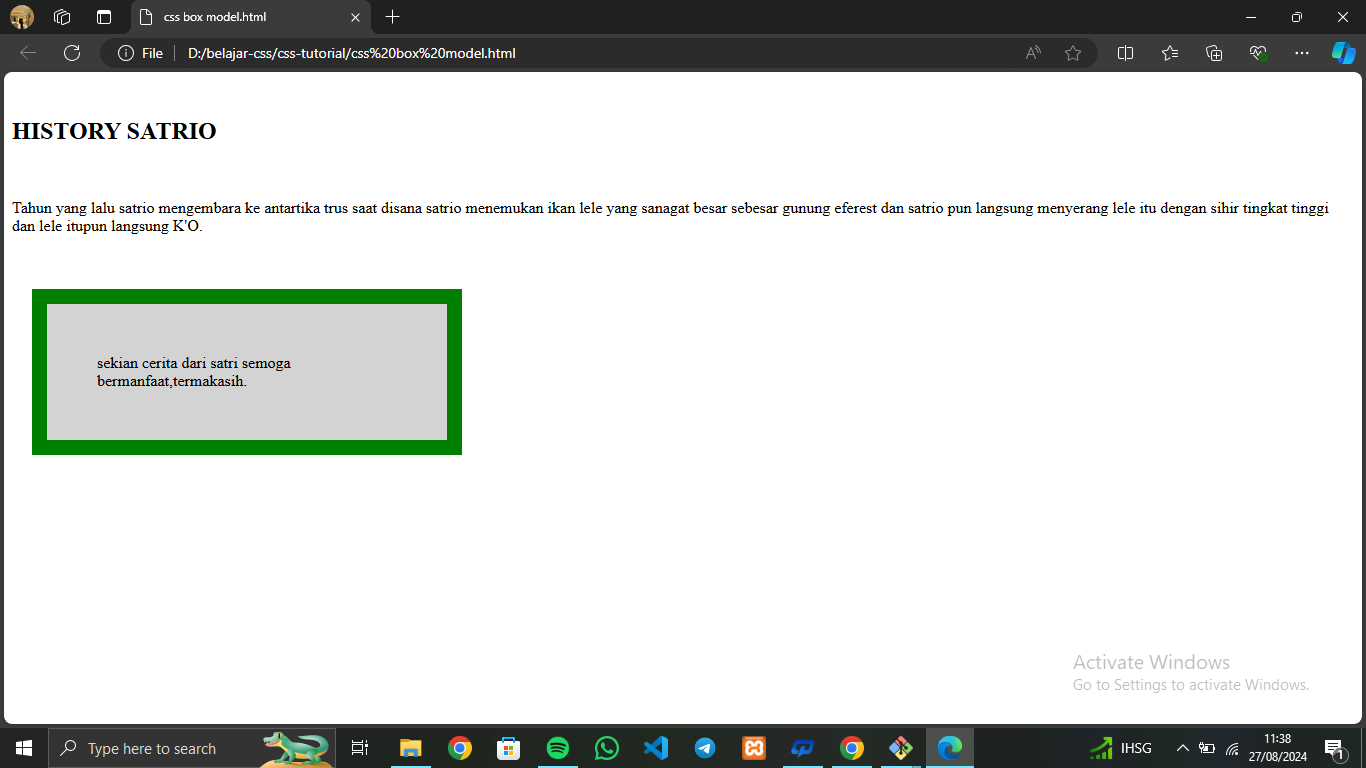 css box model.html
File
D:/belajar-css/css-tutorial/css%20box%20model.html
HISTORY SATRIO
Tahun yang lalu satrio mengembara ke antartika trus saat disana satrio menemukan ikan lele yang sanagat besar sebesar gunung eferest dan satrio pun langsung menyerang lele itu dengan sihir tingkat tinggi
dan lele itupun langsung K'O.
sekian cerita dari satri semoga
bermanfaat,termakasih.
Activate Windows
Go to Settings to activate Windows.
Type here to search
IHSG
11:38
27/08/2024
1